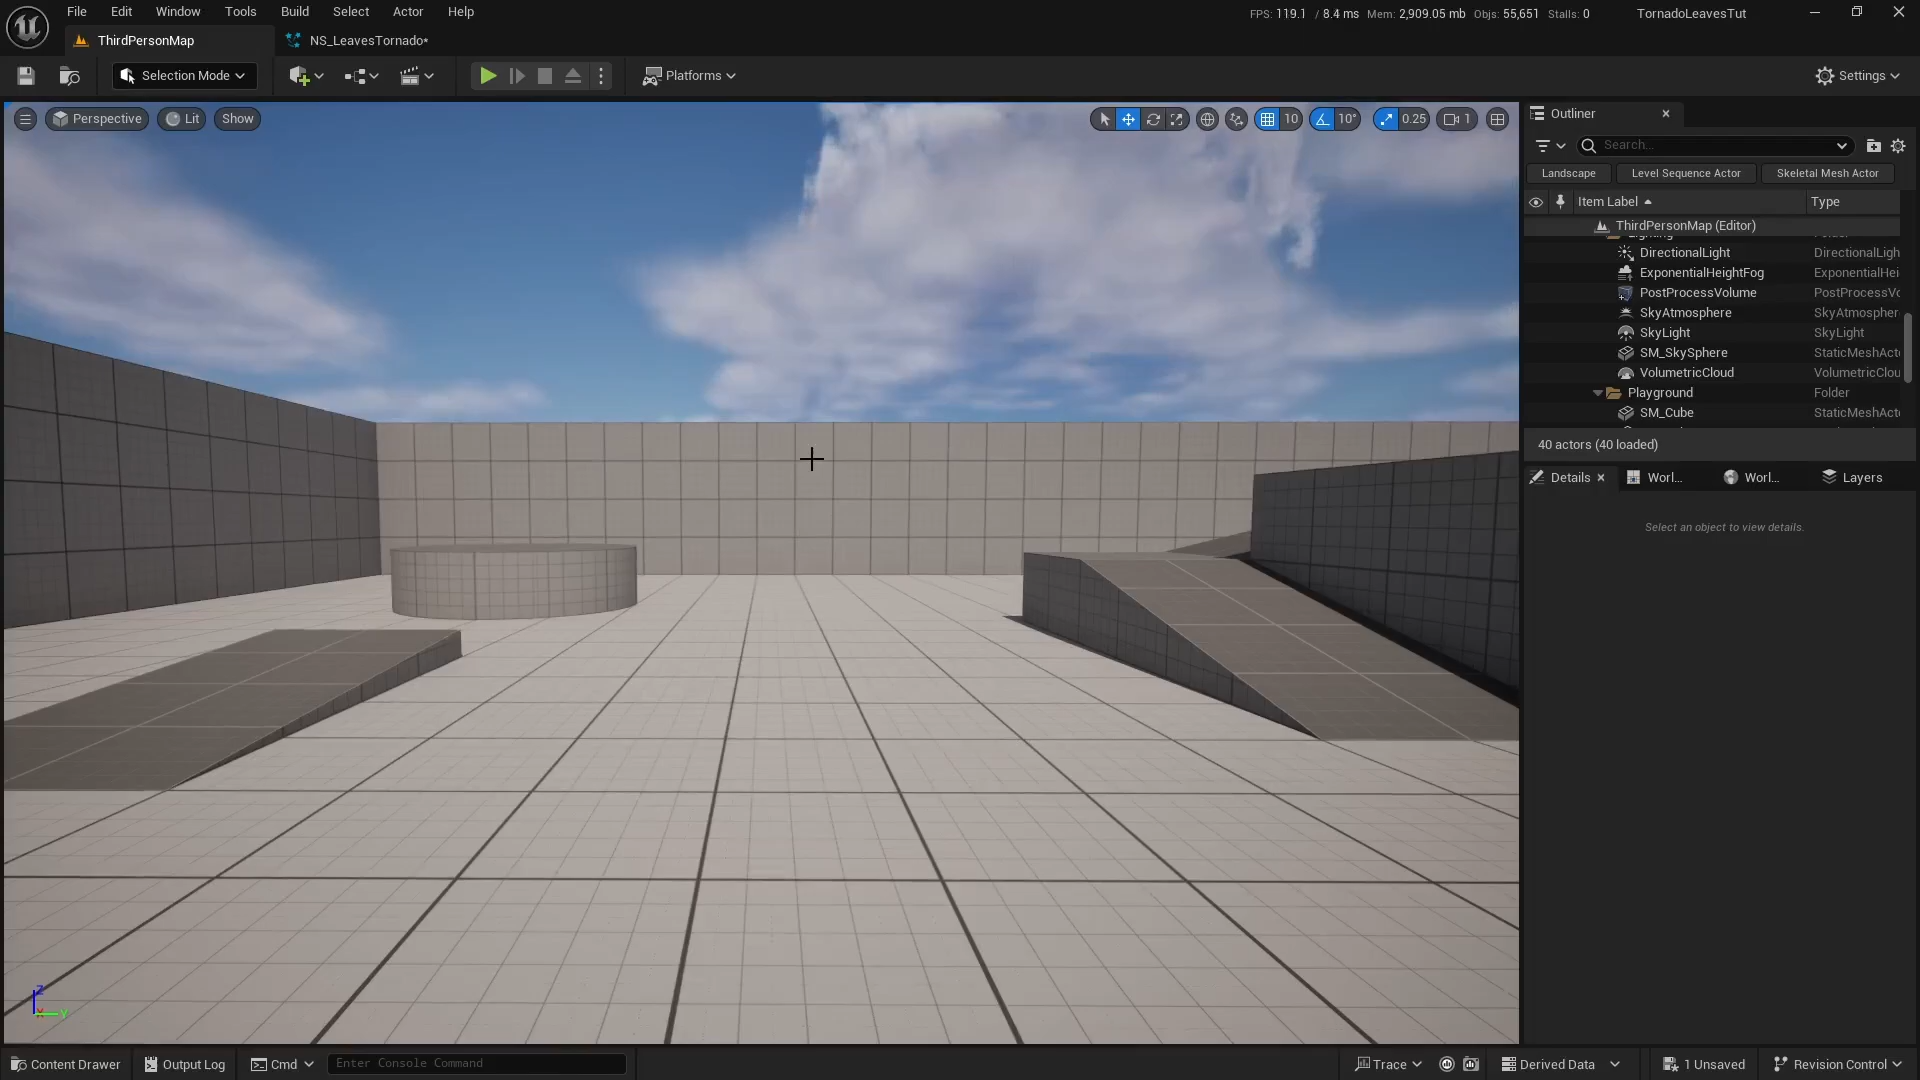 File Edit Window Tools Build Select Actor Help
FPS: 119.1 / 8.4 ms Mem: 2,909.05 mb Objs: 55,651 Stalls: 0 TornadoLeavesTut
ThirdPersonMap NS_LeavesTornado*
Selection Mode Platforms Settings
Perspective Lit Show 10 10° 0.25 1
Outliner
Search...
Landscape Level Sequence Actor Skeletal Mesh Actor
Item Label Type
ThirdPersonMap (Editor)
DirectionalLight DirectionalLigh
ExponentialHeightFog ExponentialHei
PostProcessVolume PostProcessVo
SkyAtmosphere SkyAtmospher
SkyLight SkyLight
SM_SkySphere StaticMeshAct
VolumetricCloud VolumetricClou
Playground Folder
SM_Cube StaticMeshAct
40 actors (40 loaded)
Details Worl... Worl... Layers
Select an object to view details.
Z
X Y
Content Drawer Output Log Cmd Enter Console Command Trace Derived Data 1 Unsaved Revision Control